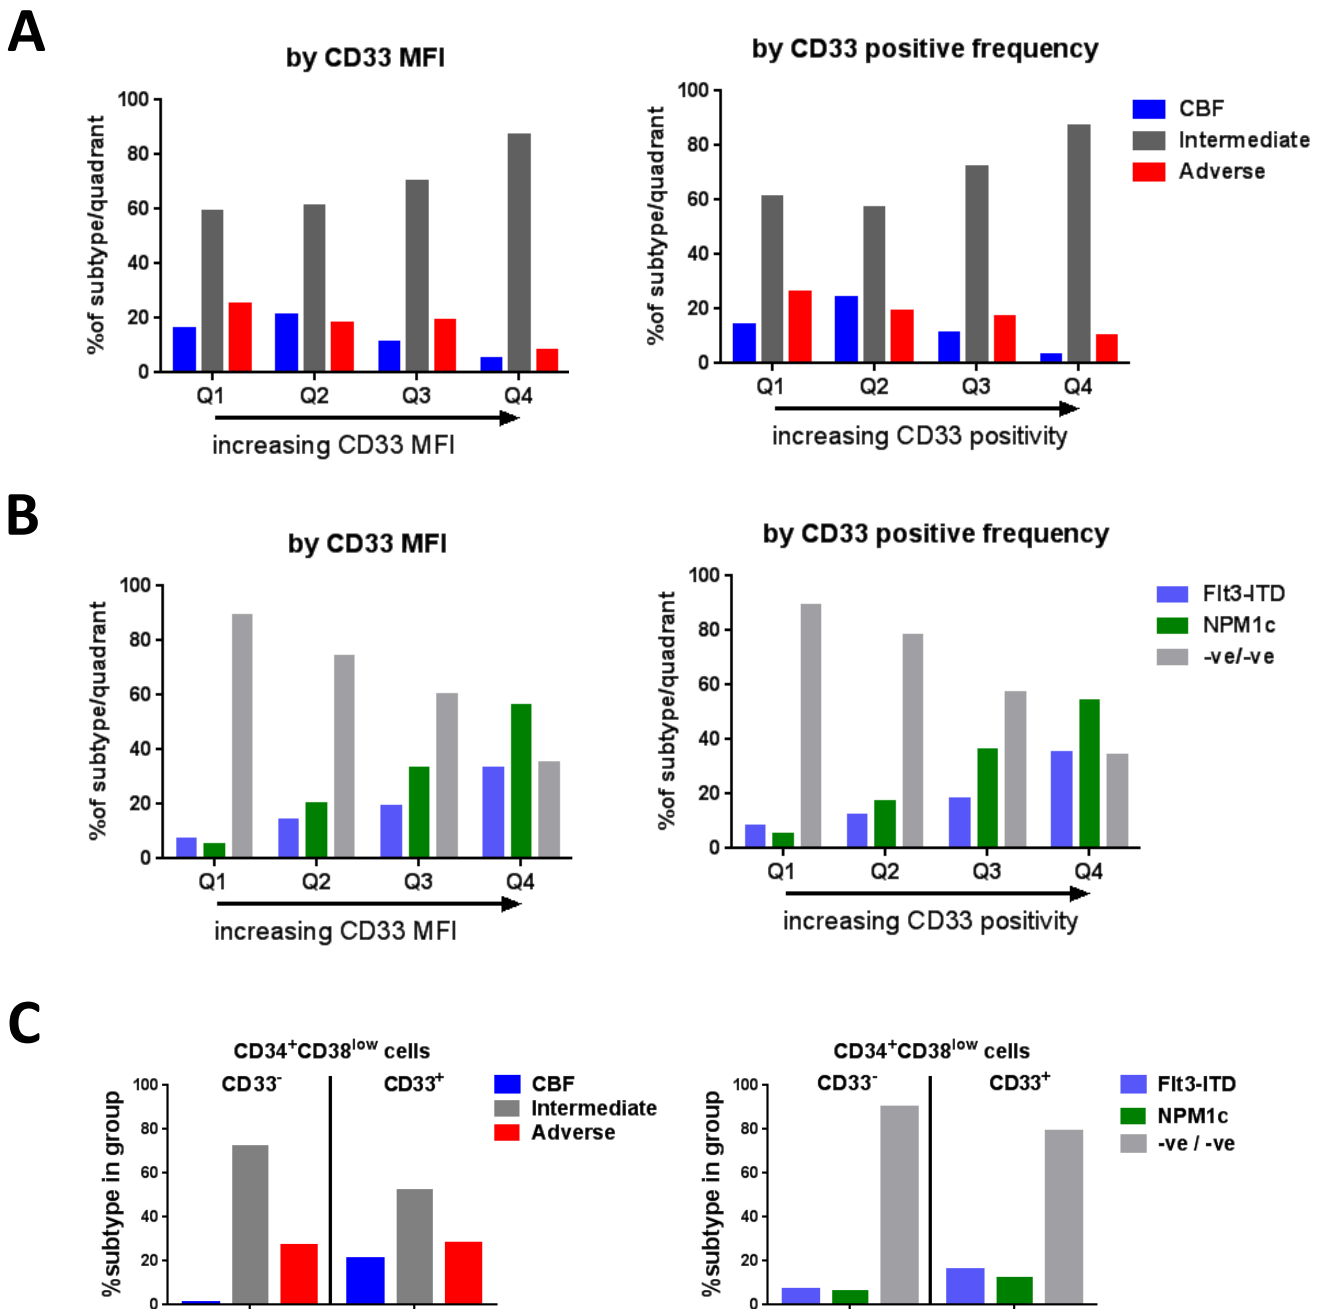 A
by CD33 MFI
%of subtype/quadrant
100
80
60
40
20
0
Q1 Q2 Q3 Q4
increasing CD33 MFI
by CD33 positive frequency
%of subtype/quadrant
100
80
60
40
20
0
Q1 Q2 Q3 Q4
increasing CD33 positivity
CBF
Intermediate
Adverse
B
by CD33 MFI
%of subtype/quadrant
100
80
60
40
20
0
Q1 Q2 Q3 Q4
increasing CD33 MFI
by CD33 positive frequency
%of subtype/quadrant
100
80
60
40
20
0
Q1 Q2 Q3 Q4
increasing CD33 positivity
Flt3-ITD
NPM1c
-ve/-ve
C
CD34⁺CD38ˡᵒʷ cells
CD33⁻ CD33⁺
%subtype in group
100
80
60
40
20
0
CBF
Intermediate
Adverse
CD34⁺CD38ˡᵒʷ cells
CD33⁻ CD33⁺
%subtype in group
100
80
60
40
20
0
Flt3-ITD
NPM1c
-ve / -ve